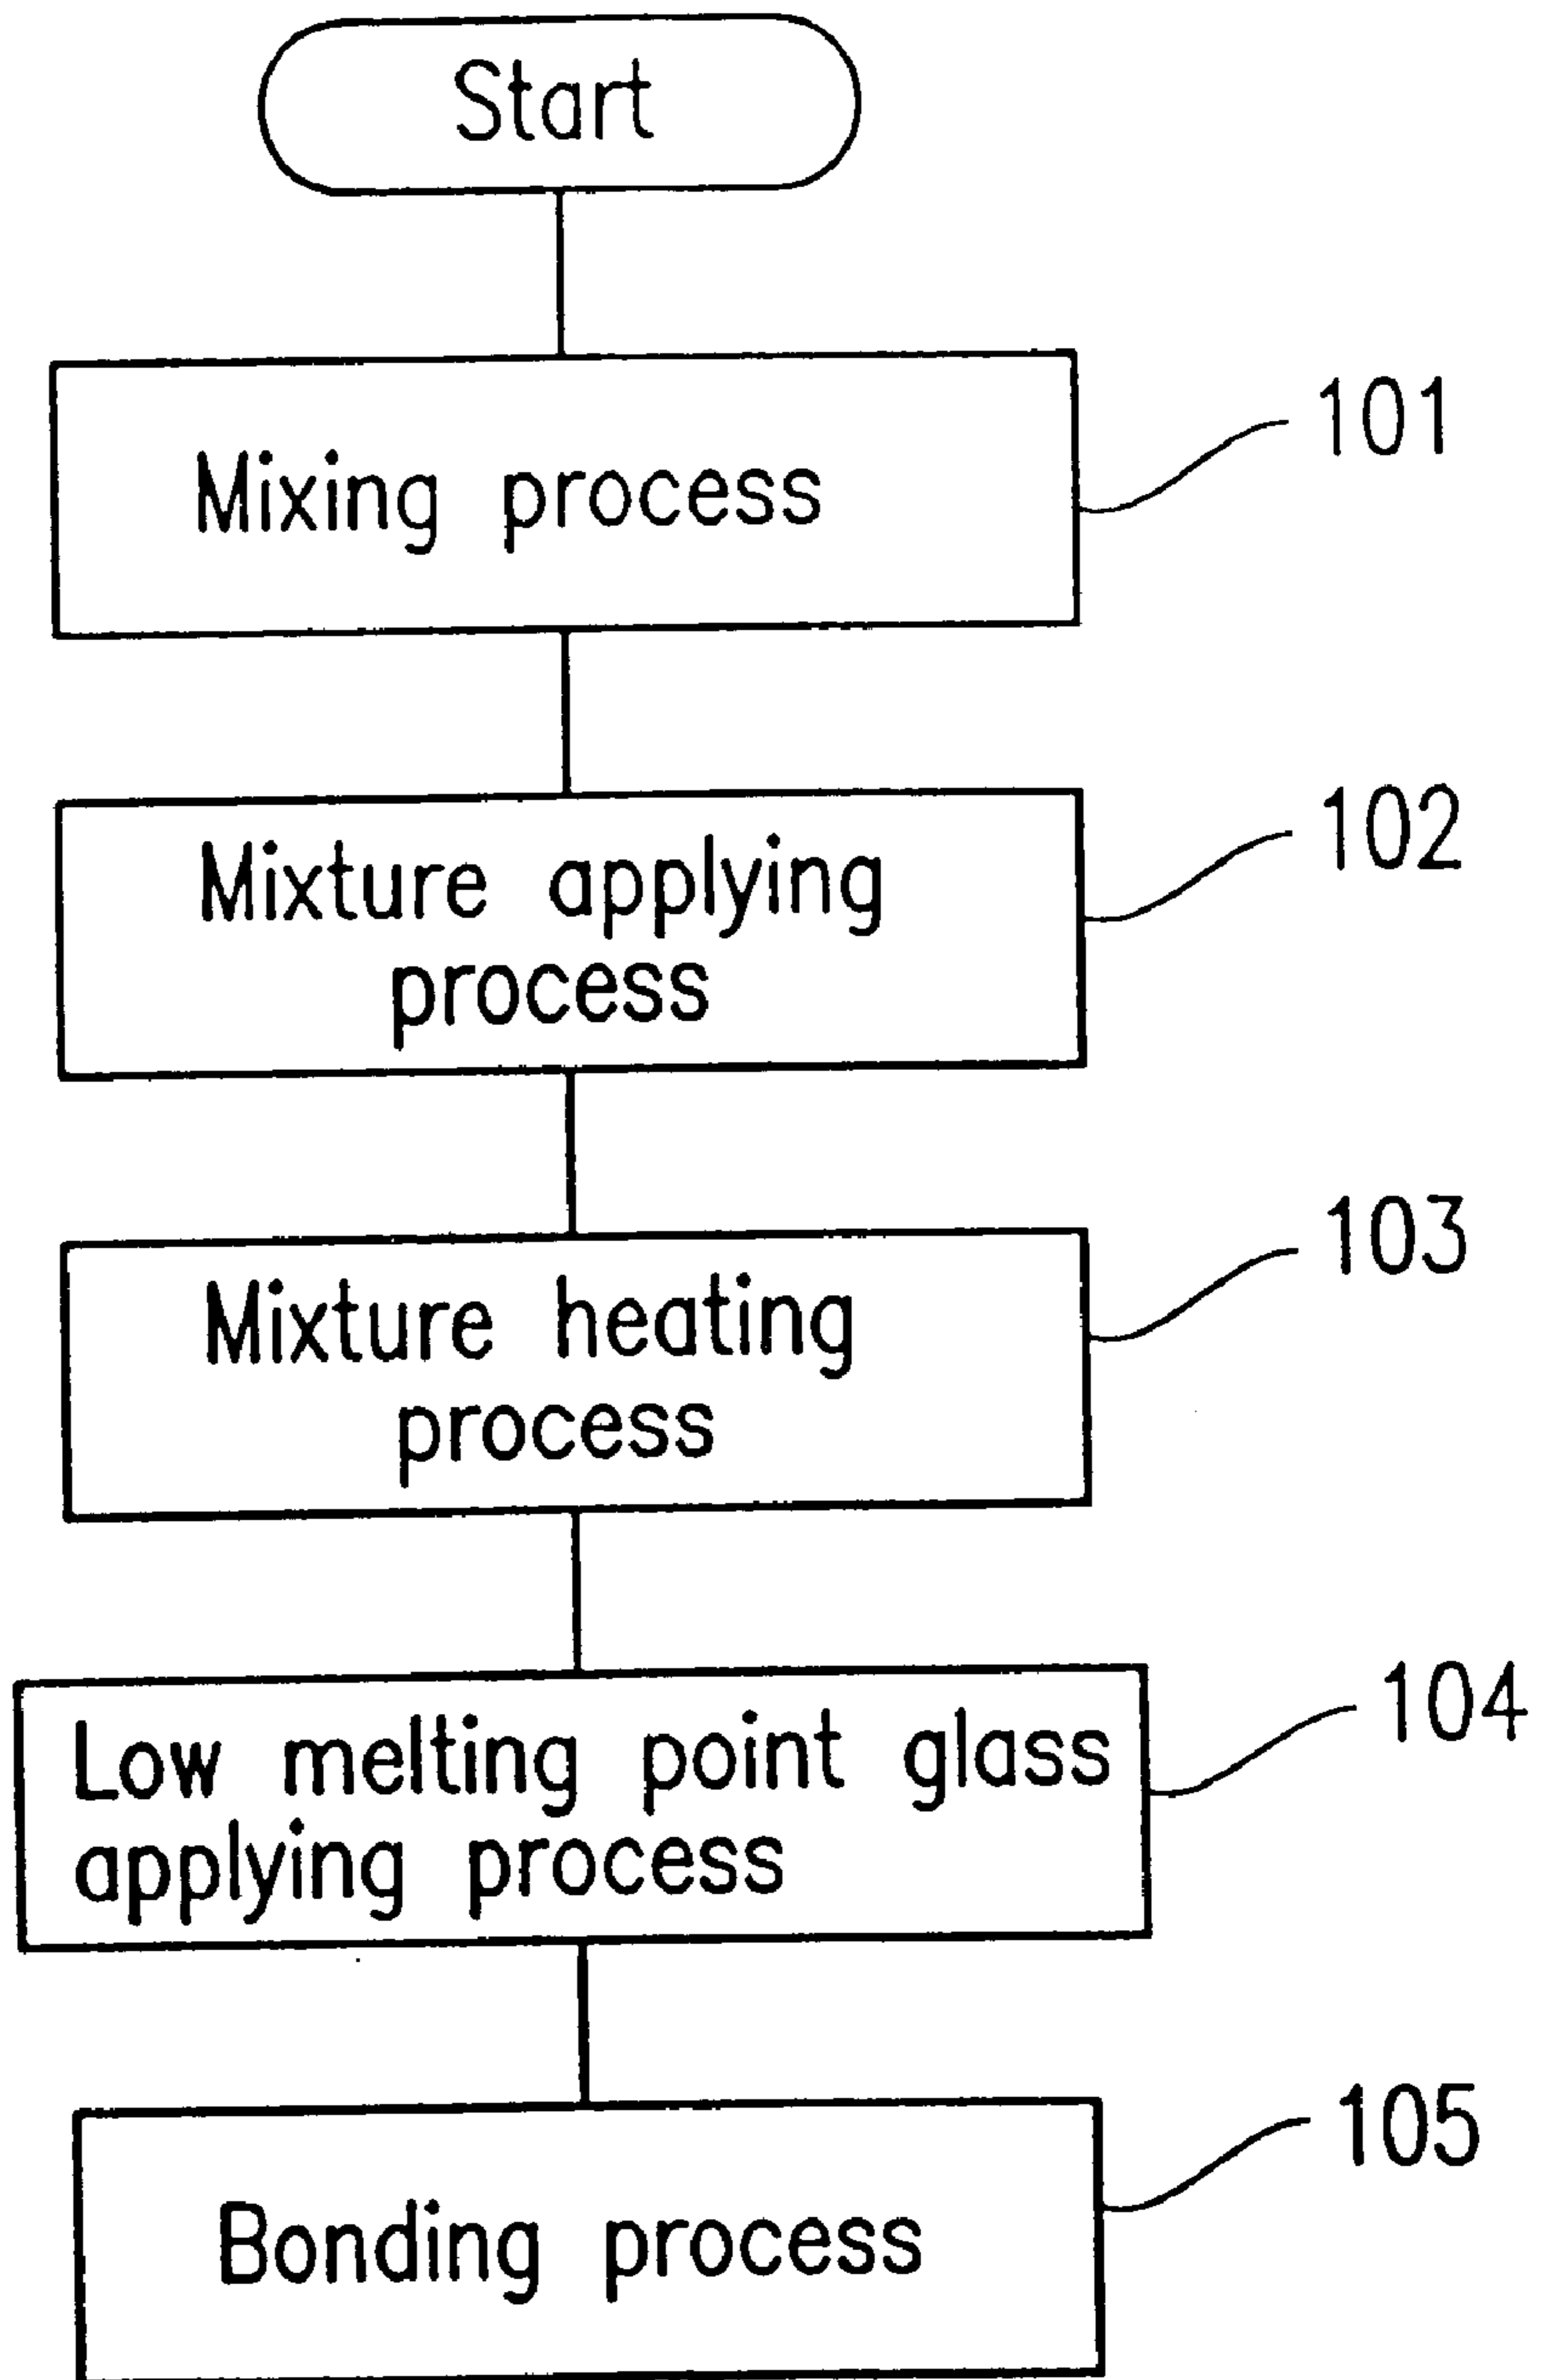 Start
Mixing process
101
Mixture applying
process
102
Mixture heating
process
103
Low melting point glass
applying process
104
Bonding process
105